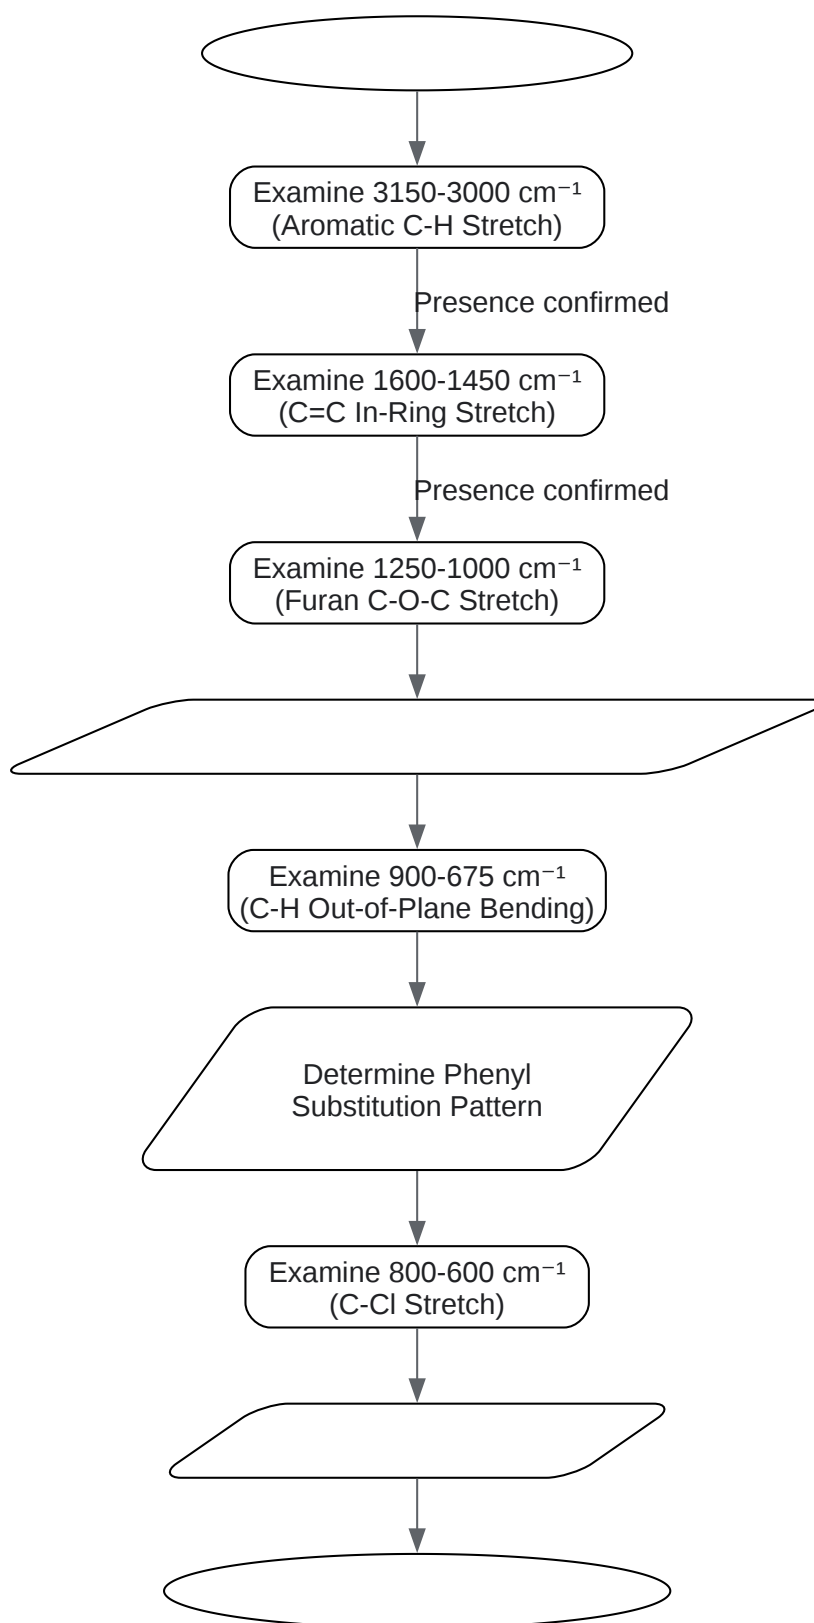 Examine 3150-3000 cm⁻¹
(Aromatic C-H Stretch)
Presence confirmed
Examine 1600-1450 cm⁻¹
(C=C In-Ring Stretch)
Presence confirmed
Examine 1250-1000 cm⁻¹
(Furan C-O-C Stretch)
Examine 900-675 cm⁻¹
(C-H Out-of-Plane Bending)
Determine Phenyl
Substitution Pattern
Examine 800-600 cm⁻¹
(C-Cl Stretch)